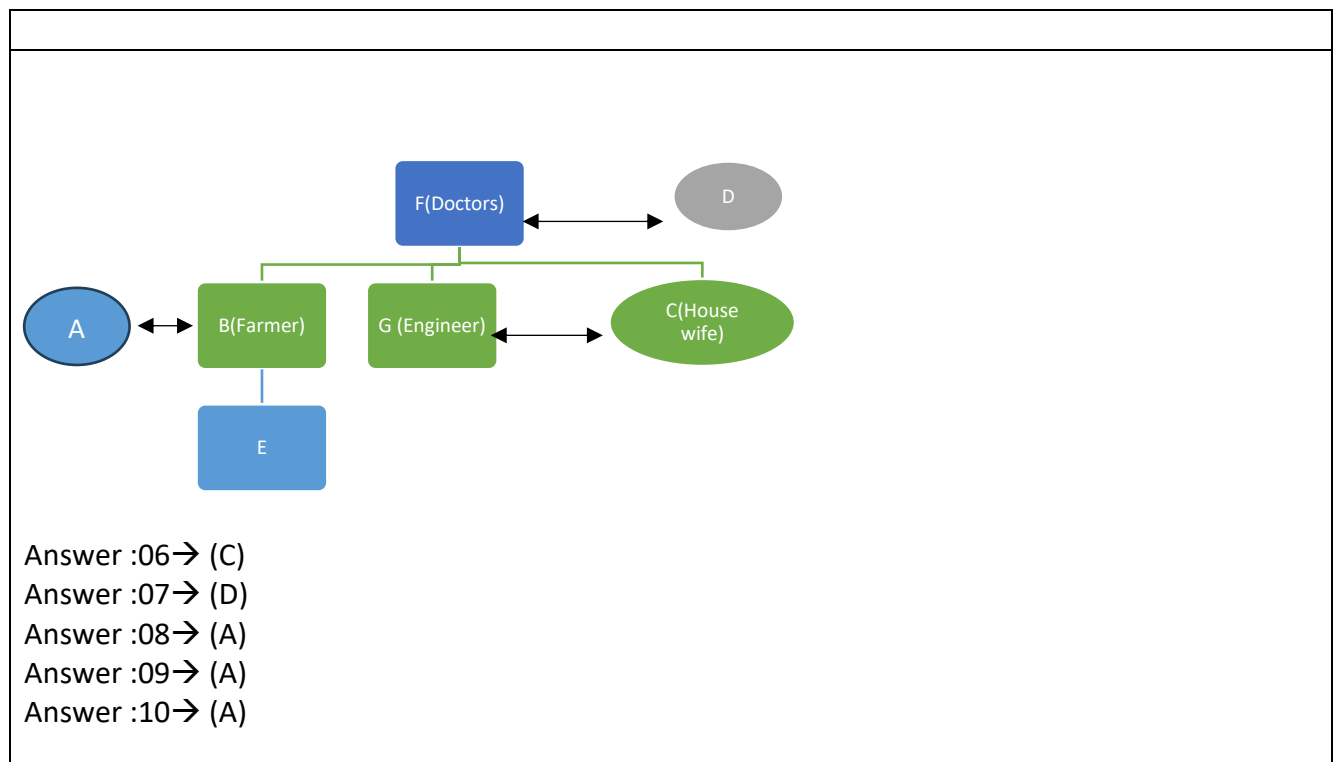 F(Doctors)
D
A
B(Farmer)
G (Engineer)
C(House
wife)
E
Answer :06→ (C)
Answer :07→ (D)
Answer :08→ (A)
Answer :09→ (A)
Answer :10→ (A)